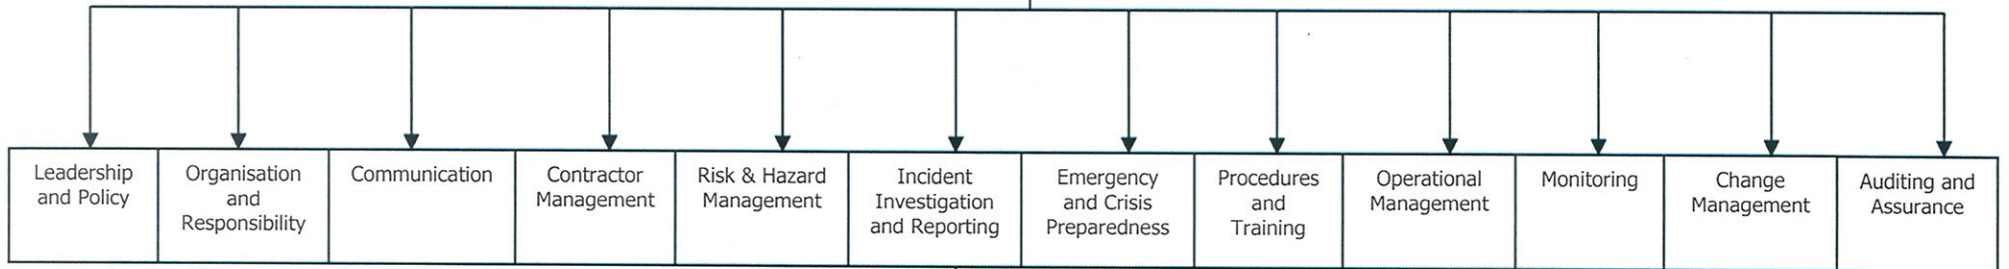 Leadership
and Policy
Organisation
and
Responsibility
Communication
Contractor
Management
Risk & Hazard
Management
Incident
Investigation
and Reporting
Emergency
and Crisis
Preparedness
Procedures
and
Training
Operational
Management
Monitoring
Change
Management
Auditing and
Assurance